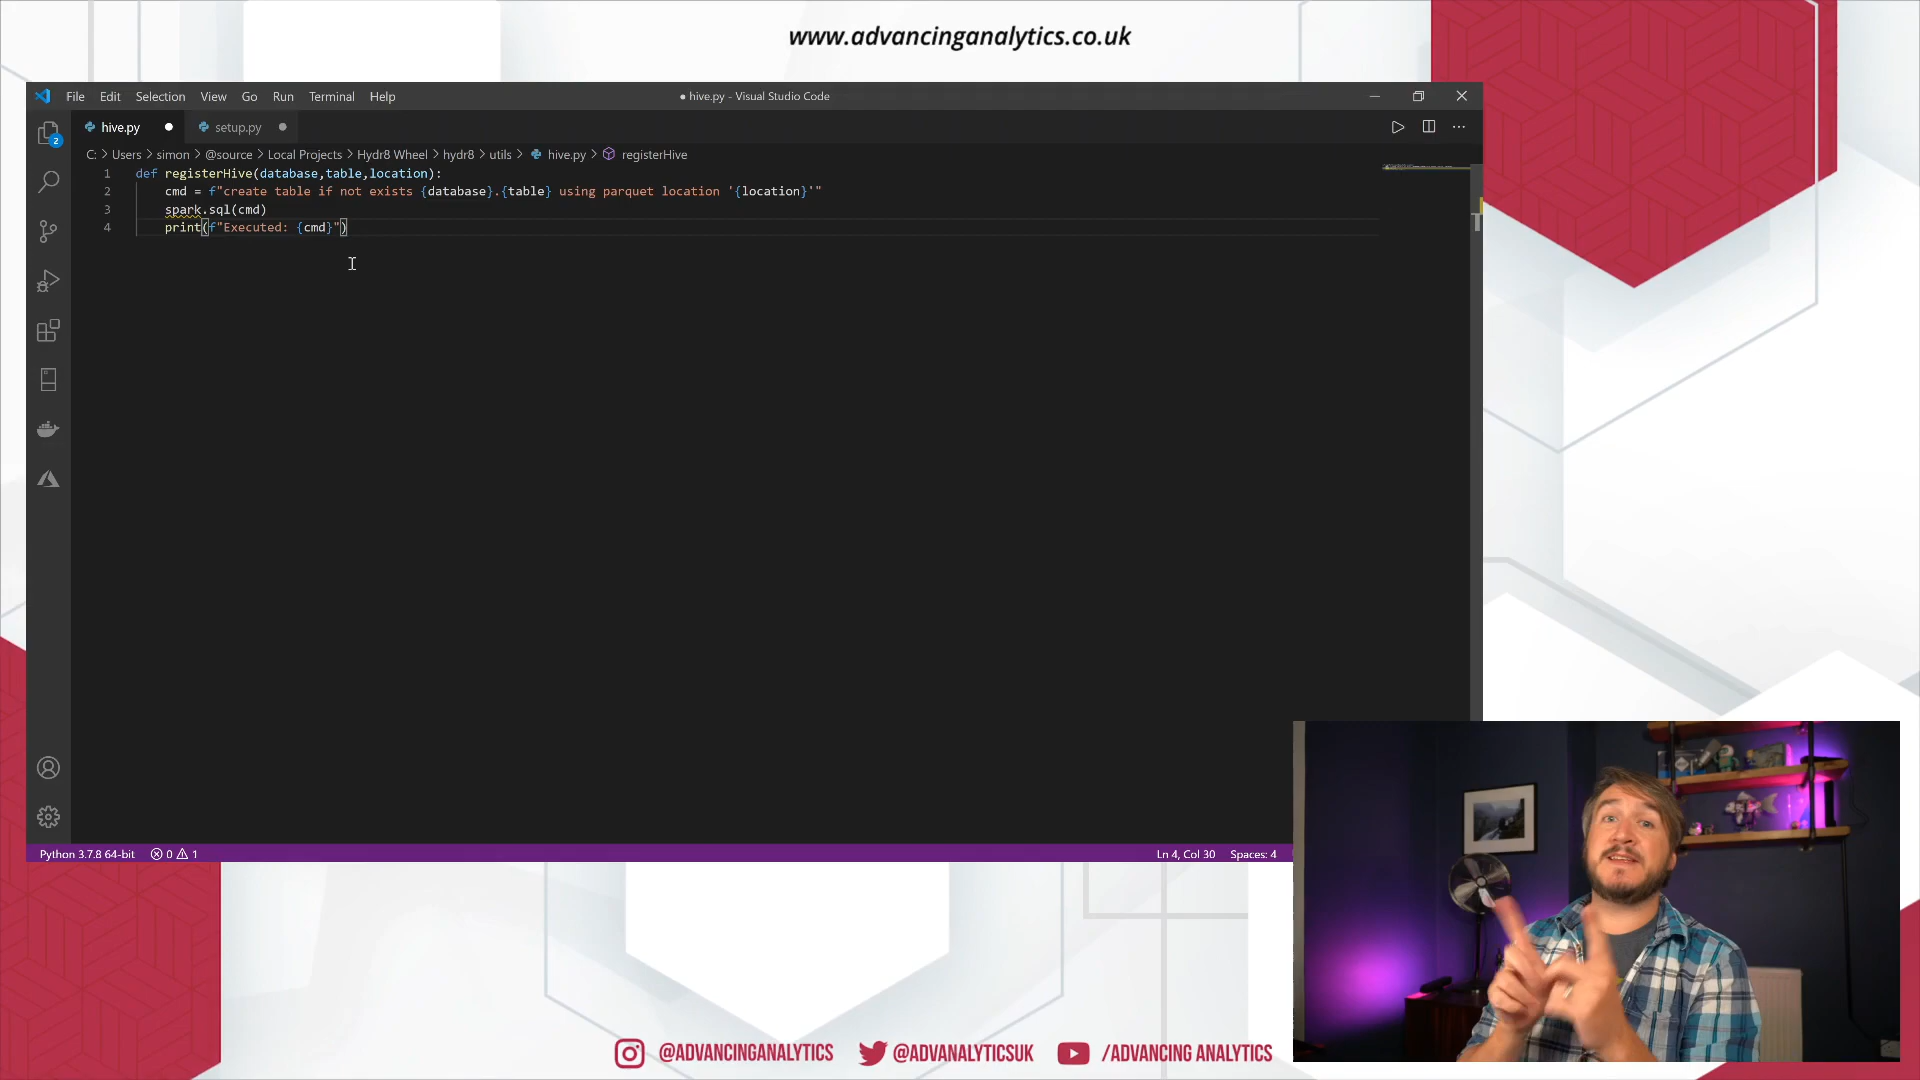 www.advancinganalytics.co.uk
File Edit Selection View Go Run Terminal Help
● hive.py - Visual Studio Code
hive.py ● setup.py ●
2
C: > Users > simon > @source > Local Projects > Hydr8 Wheel > hydr8 > utils > hive.py > registerHive
1 def registerHive(database,table,location):
2 cmd = f"create table if not exists {database}.{table} using parquet location '{location}'"
3 spark.sql(cmd)
4 print(f"Executed: {cmd}")
Python 3.7.8 64-bit 0 1 Ln 4, Col 30 Spaces: 4
@ADVANCINGANALYTICS @ADVANALYTICSUK /ADVANCING ANALYTICS